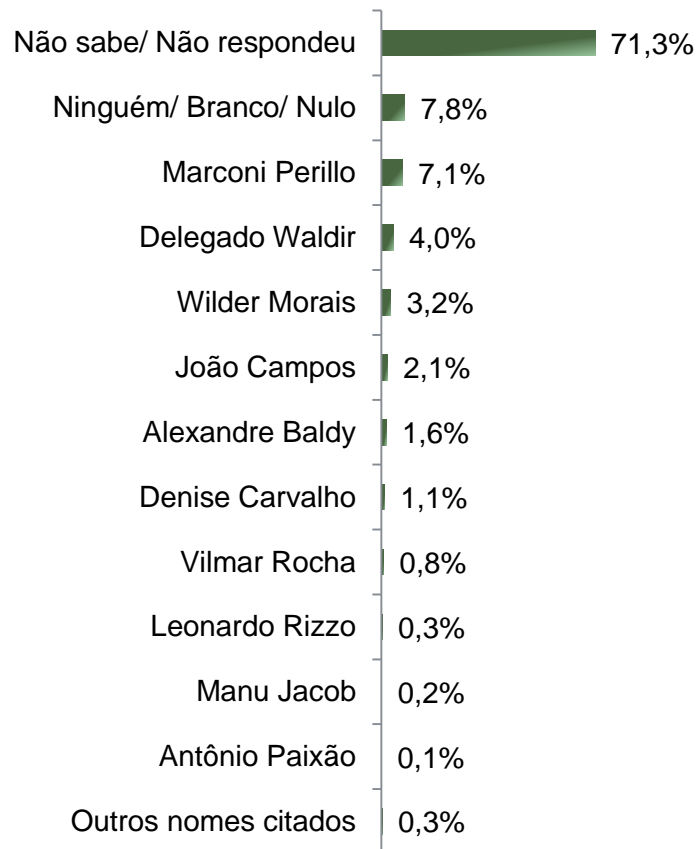 Não sabe/ Não respondeu 71,3%
Ninguém/ Branco/ Nulo 7,8%
Marconi Perillo 7,1%
Delegado Waldir 4,0%
Wilder Morais 3,2%
João Campos 2,1%
Alexandre Baldy 1,6%
Denise Carvalho 1,1%
Vilmar Rocha 0,8%
Leonardo Rizzo 0,3%
Manu Jacob 0,2%
Antônio Paixão 0,1%
Outros nomes citados 0,3%